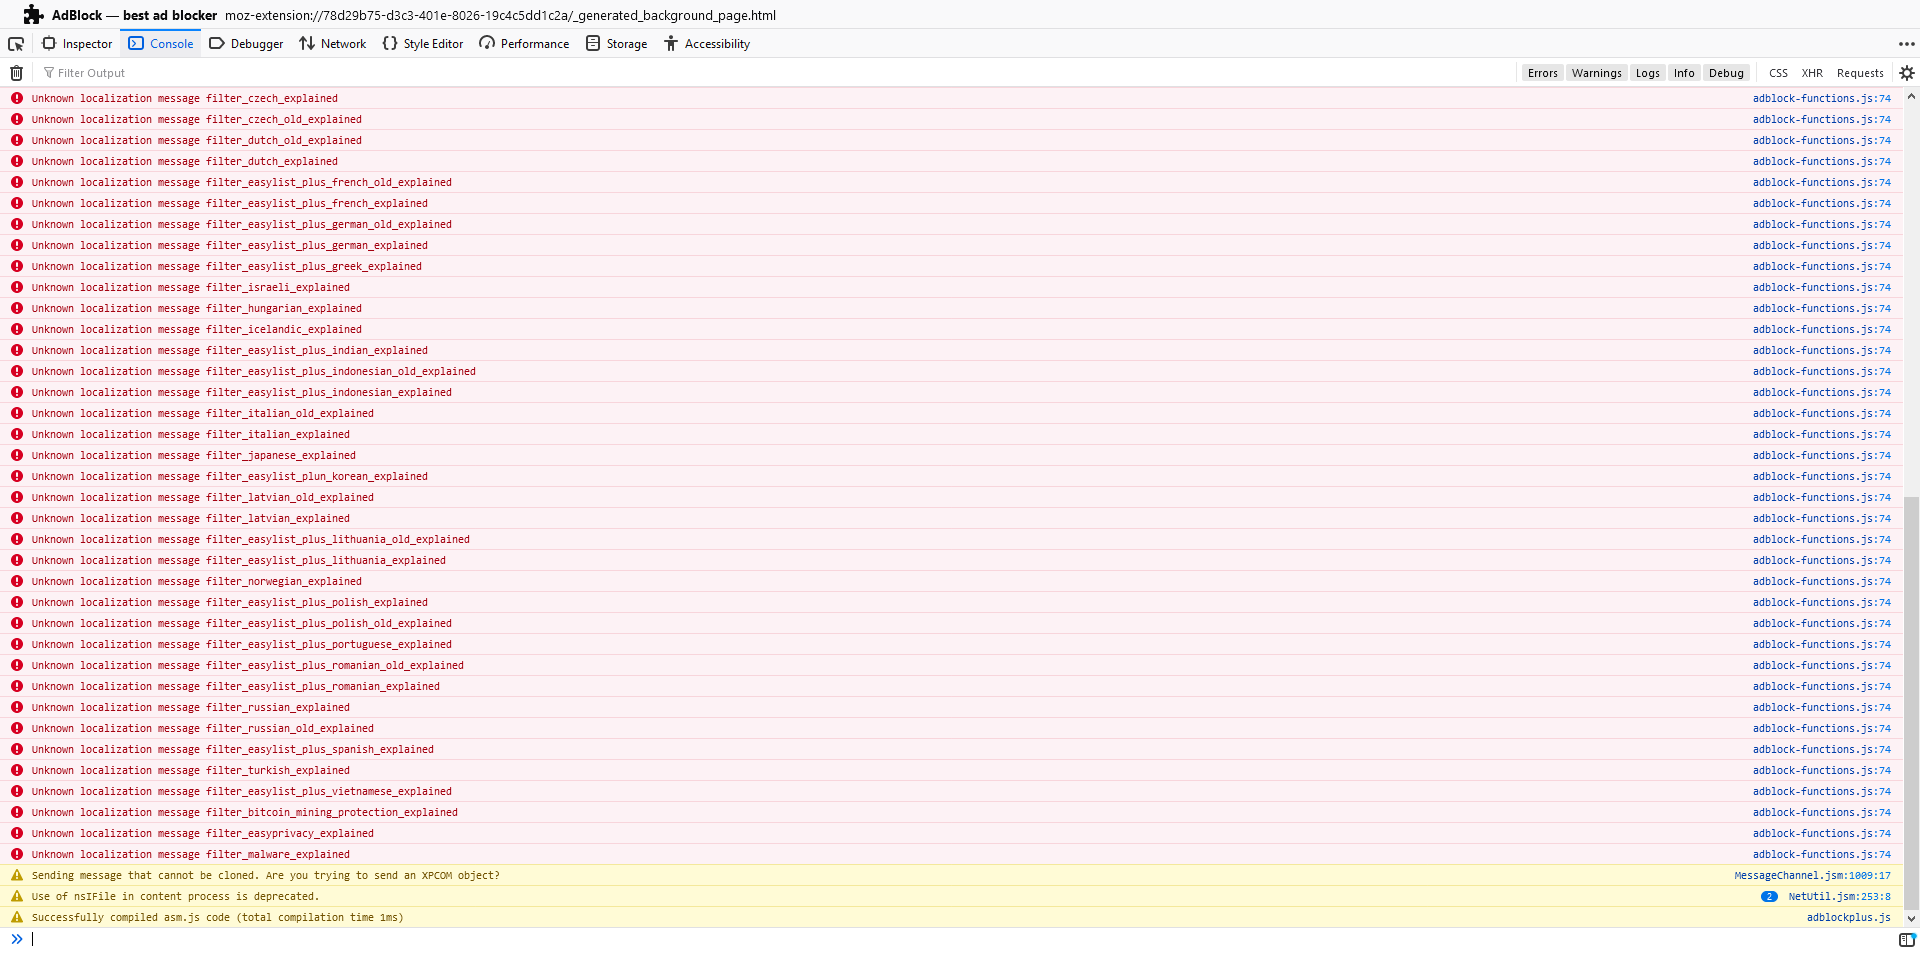 AdBlock — best ad blocker moz-extension://78d29b75-d3c3-401e-8026-19c4c5dd1c2a/_generated_background_page.html
Inspector Console Debugger Network Style Editor Performance Storage Accessibility
Filter Output Errors Warnings Logs Info Debug CSS XHR Requests
Unknown localization message filter_czech_explained adblock-functions.js:74
Unknown localization message filter_czech_old_explained adblock-functions.js:74
Unknown localization message filter_dutch_old_explained adblock-functions.js:74
Unknown localization message filter_dutch_explained adblock-functions.js:74
Unknown localization message filter_easylist_plus_french_old_explained adblock-functions.js:74
Unknown localization message filter_easylist_plus_french_explained adblock-functions.js:74
Unknown localization message filter_easylist_plus_german_old_explained adblock-functions.js:74
Unknown localization message filter_easylist_plus_german_explained adblock-functions.js:74
Unknown localization message filter_easylist_plus_greek_explained adblock-functions.js:74
Unknown localization message filter_israeli_explained adblock-functions.js:74
Unknown localization message filter_hungarian_explained adblock-functions.js:74
Unknown localization message filter_icelandic_explained adblock-functions.js:74
Unknown localization message filter_easylist_plus_indian_explained adblock-functions.js:74
Unknown localization message filter_easylist_plus_indonesian_old_explained adblock-functions.js:74
Unknown localization message filter_easylist_plus_indonesian_explained adblock-functions.js:74
Unknown localization message filter_italian_old_explained adblock-functions.js:74
Unknown localization message filter_italian_explained adblock-functions.js:74
Unknown localization message filter_japanese_explained adblock-functions.js:74
Unknown localization message filter_easylist_plun_korean_explained adblock-functions.js:74
Unknown localization message filter_latvian_old_explained adblock-functions.js:74
Unknown localization message filter_latvian_explained adblock-functions.js:74
Unknown localization message filter_easylist_plus_lithuania_old_explained adblock-functions.js:74
Unknown localization message filter_easylist_plus_lithuania_explained adblock-functions.js:74
Unknown localization message filter_norwegian_explained adblock-functions.js:74
Unknown localization message filter_easylist_plus_polish_explained adblock-functions.js:74
Unknown localization message filter_easylist_plus_polish_old_explained adblock-functions.js:74
Unknown localization message filter_easylist_plus_portuguese_explained adblock-functions.js:74
Unknown localization message filter_easylist_plus_romanian_old_explained adblock-functions.js:74
Unknown localization message filter_easylist_plus_romanian_explained adblock-functions.js:74
Unknown localization message filter_russian_explained adblock-functions.js:74
Unknown localization message filter_russian_old_explained adblock-functions.js:74
Unknown localization message filter_easylist_plus_spanish_explained adblock-functions.js:74
Unknown localization message filter_turkish_explained adblock-functions.js:74
Unknown localization message filter_easylist_plus_vietnamese_explained adblock-functions.js:74
Unknown localization message filter_bitcoin_mining_protection_explained adblock-functions.js:74
Unknown localization message filter_easyprivacy_explained adblock-functions.js:74
Unknown localization message filter_malware_explained adblock-functions.js:74
Sending message that cannot be cloned. Are you trying to send an XPCOM object? MessageChannel.jsm:1009:17
Use of nsIFile in content process is deprecated. 2 NetUtil.jsm:253:8
Successfully compiled asm.js code (total compilation time 1ms) adblockplus.js